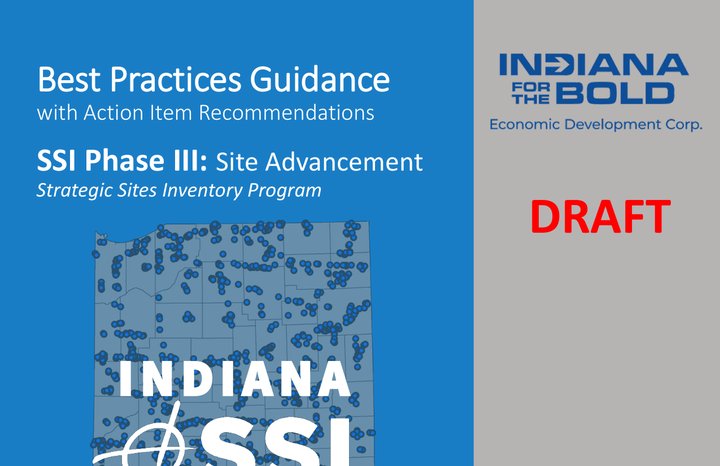 Best Practices Guidance
with Action Item Recommendations
SSI Phase III: Site Advancement
Strategic Sites Inventory Program
INDIANA
SSI
INDIANA
FOR THE BOLD
Economic Development Corp.
DRAFT